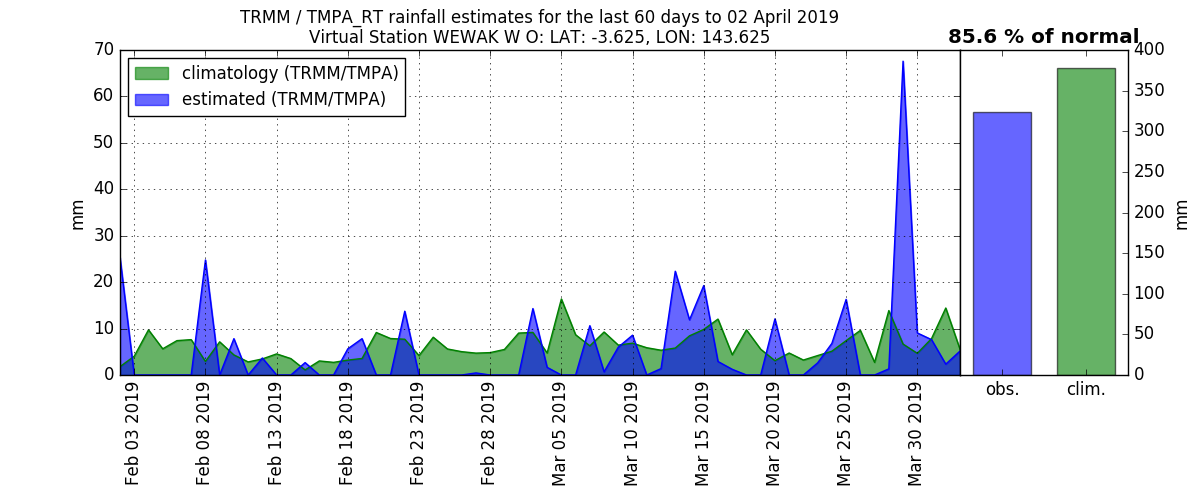 TRMM / TMPA_RT rainfall estimates for the last 60 days to 02 April 2019
Virtual Station WEWAK W O: LAT: -3.625, LON: 143.625
85.6 % of normal
climatology (TRMM/TMPA)
estimated (TRMM/TMPA)
70
60
50
40
30
20
10
0
mm
Feb 03 2019
Feb 08 2019
Feb 13 2019
Feb 18 2019
Feb 23 2019
Feb 28 2019
Mar 05 2019
Mar 10 2019
Mar 15 2019
Mar 20 2019
Mar 25 2019
Mar 30 2019
obs.
clim.
400
350
300
250
200
150
100
50
0
mm